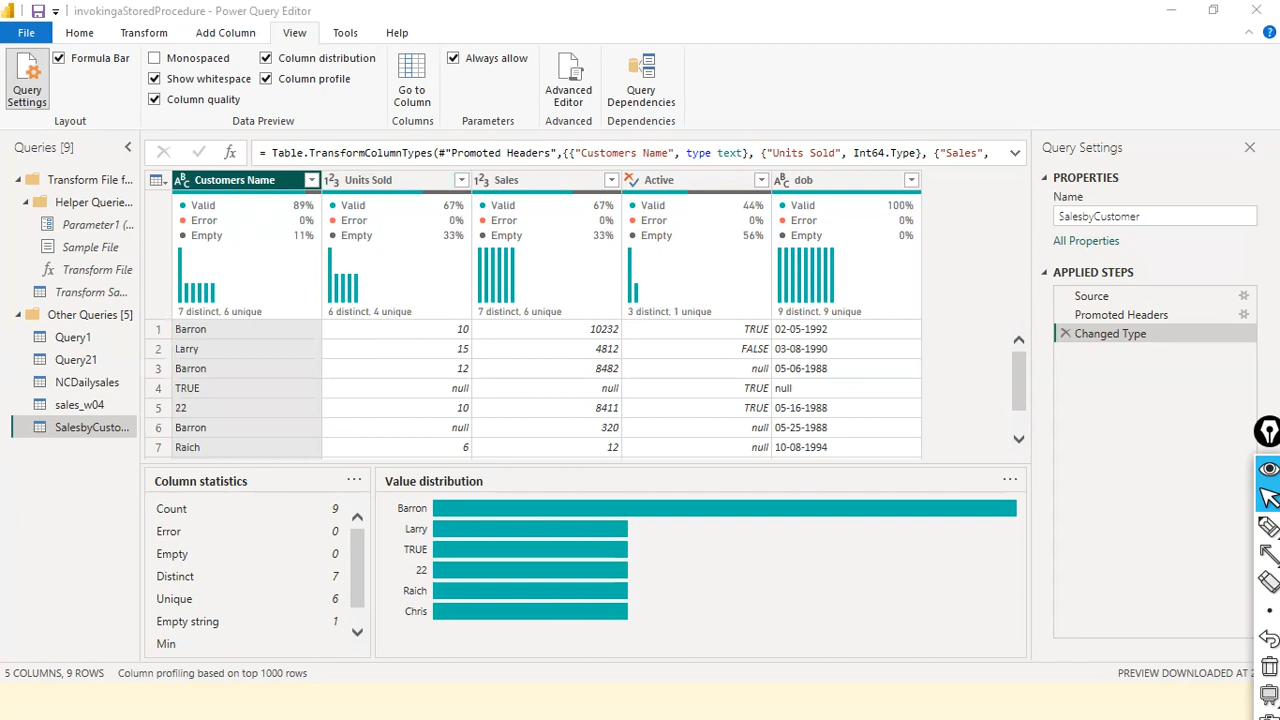 invokingaStoredProcedure - Power Query Editor
File Home Transform Add Column View Tools Help
Query Settings
Formula Bar
Monospaced
Show whitespace
Column quality
Column distribution
Column profile
Go to Column
Always allow
Advanced Editor
Query Dependencies
Layout Data Preview Columns Parameters Advanced Dependencies
Queries [9]
Transform File f...
Helper Querie...
Parameter1 (...
Sample File
fx Transform File
Transform Sa...
Other Queries [5]
Query1
Query21
NCDailysales
sales_w04
SalesbyCusto...
fx = Table.TransformColumnTypes(#"Promoted Headers",{{"Customers Name", type text}, {"Units Sold", Int64.Type}, {"Sales",
ABC Customers Name 123 Units Sold 123 Sales Active ABC dob
Valid 89% Valid 67% Valid 67% Valid 44% Valid 100%
Error 0% Error 0% Error 0% Error 0% Error 0%
Empty 11% Empty 33% Empty 33% Empty 56% Empty 0%
7 distinct, 6 unique 6 distinct, 4 unique 7 distinct, 6 unique 3 distinct, 1 unique 9 distinct, 9 unique
1 Barron 10 10232 TRUE 02-05-1992
2 Larry 15 4812 FALSE 03-08-1990
3 Barron 12 8482 null 05-06-1988
4 TRUE null null TRUE null
5 22 10 8411 TRUE 05-16-1988
6 Barron null 320 null 05-25-1988
7 Raich 6 12 null 10-08-1994
Column statistics
Count 9
Error 0
Empty 0
Distinct 7
Unique 6
Empty string 1
Min
Value distribution
Barron
Larry
TRUE
22
Raich
Chris
Query Settings
PROPERTIES
Name
SalesbyCustomer
All Properties
APPLIED STEPS
Source
Promoted Headers
Changed Type
5 COLUMNS, 9 ROWS Column profiling based on top 1000 rows PREVIEW DOWNLOADED AT